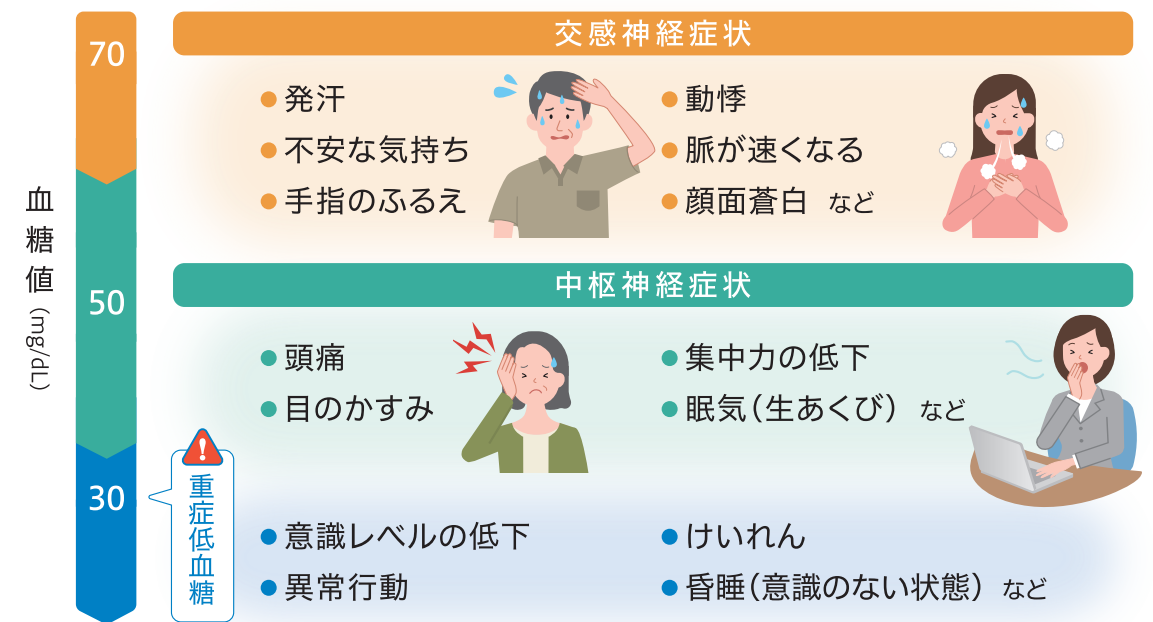 血糖値(mg/dL)
70
交感神経症状
●発汗
●不安な気持ち
●手指のふるえ
●動悸
●脈が速くなる
●顔面蒼白 など
50
中枢神経症状
●頭痛
●目のかすみ
●集中力の低下
●眠気(生あくび) など
30
!
重症低血糖
●意識レベルの低下
●異常行動
●けいれん
●昏睡(意識のない状態) など